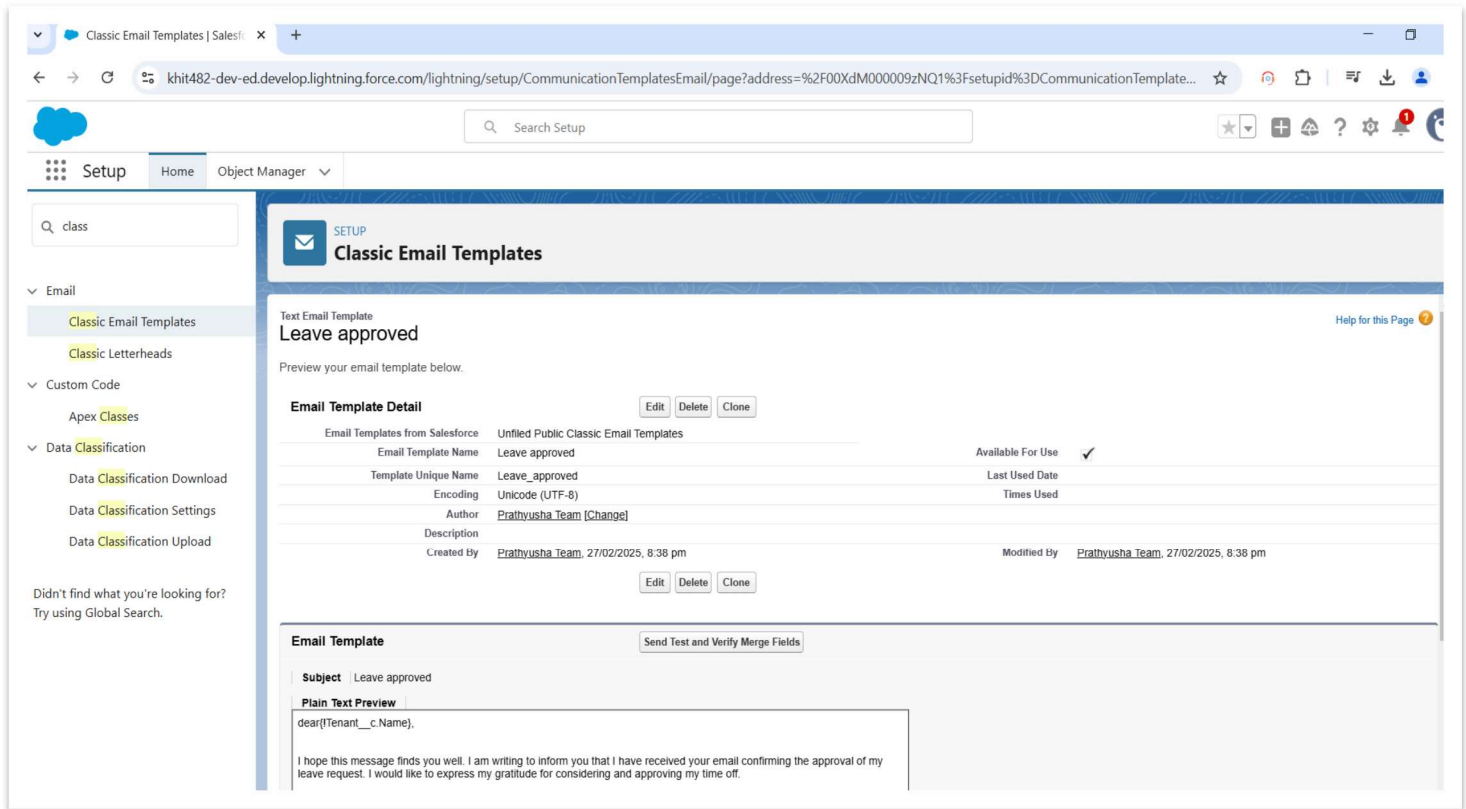 Classic Email Templates | Salesfo
khit482-dev-ed.develop.lightning.force.com/lightning/setup/CommunicationTemplatesEmail/page?address=%2F00XdM000009zNQ1%3Fsetupid%3DCommunicationTemplate...
Search Setup
1
Setup Home Object Manager
class
SETUP
Classic Email Templates
Email
Classic Email Templates
Classic Letterheads
Custom Code
Apex Classes
Data Classification
Data Classification Download
Data Classification Settings
Data Classification Upload
Didn't find what you're looking for?
Try using Global Search.
Text Email Template
Leave approved
Help for this Page
Preview your email template below.
Email Template Detail Edit Delete Clone
Email Templates from Salesforce Unfiled Public Classic Email Templates
Email Template Name Leave approved Available For Use ✓
Template Unique Name Leave_approved Last Used Date
Encoding Unicode (UTF-8) Times Used
Author Prathyusha Team [Change]
Description
Created By Prathyusha Team, 27/02/2025, 8:38 pm Modified By Prathyusha Team, 27/02/2025, 8:38 pm
Edit Delete Clone
Email Template Send Test and Verify Merge Fields
Subject Leave approved
Plain Text Preview
dear{!Tenant__c.Name},
I hope this message finds you well. I am writing to inform you that I have received your email confirming the approval of my
leave request. I would like to express my gratitude for considering and approving my time off.